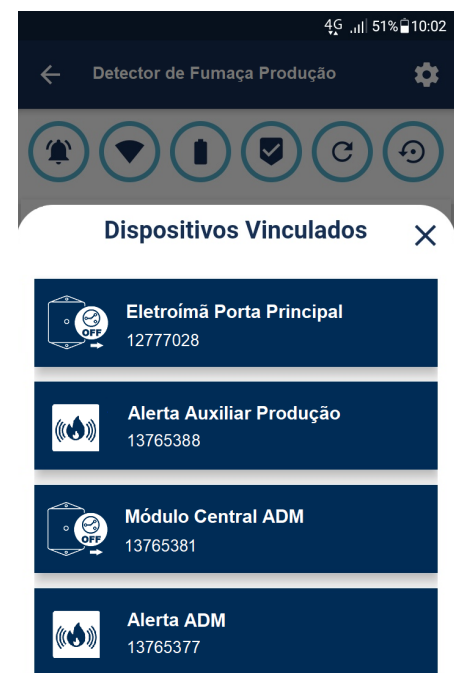 4G 51% 10:02
Detector de Fumaça Produção
Dispositivos Vinculados
Eletroímã Porta Principal
OFF
12777028
Alerta Auxiliar Produção
13765388
Módulo Central ADM
OFF
13765381
Alerta ADM
13765377